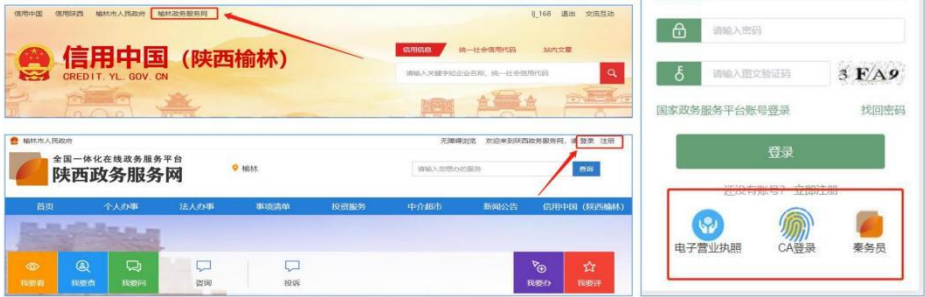 信用中国 信用陕西 榆林市人民政府 榆林政务服务网 lj_168 退出 交流互动
信用中国 (陕西榆林)
CREDIT. YL. GOV. CN
信用信息 统一社会信用代码 站内文章
请输入关键字如企业名称、统一社会信用代码
榆林市人民政府 无障碍浏览 欢迎来到陕西政务服务网, 请 登录 注册
全国一体化在线政务服务平台
陕西政务服务网
榆林
请输入您想办的服务 查询
首页 个人办事 法人办事 事项清单 投资服务 中介超市 新闻公告 信用中国(陕西榆林)
我要看 我要查 我要问 咨询 投诉 我要办 我要评
请输入密码
请输入图文验证码 3 F A 9
国家政务服务平台账号登录 找回密码
登录
还没有账号? 立即注册
电子营业执照 CA登录 秦务员